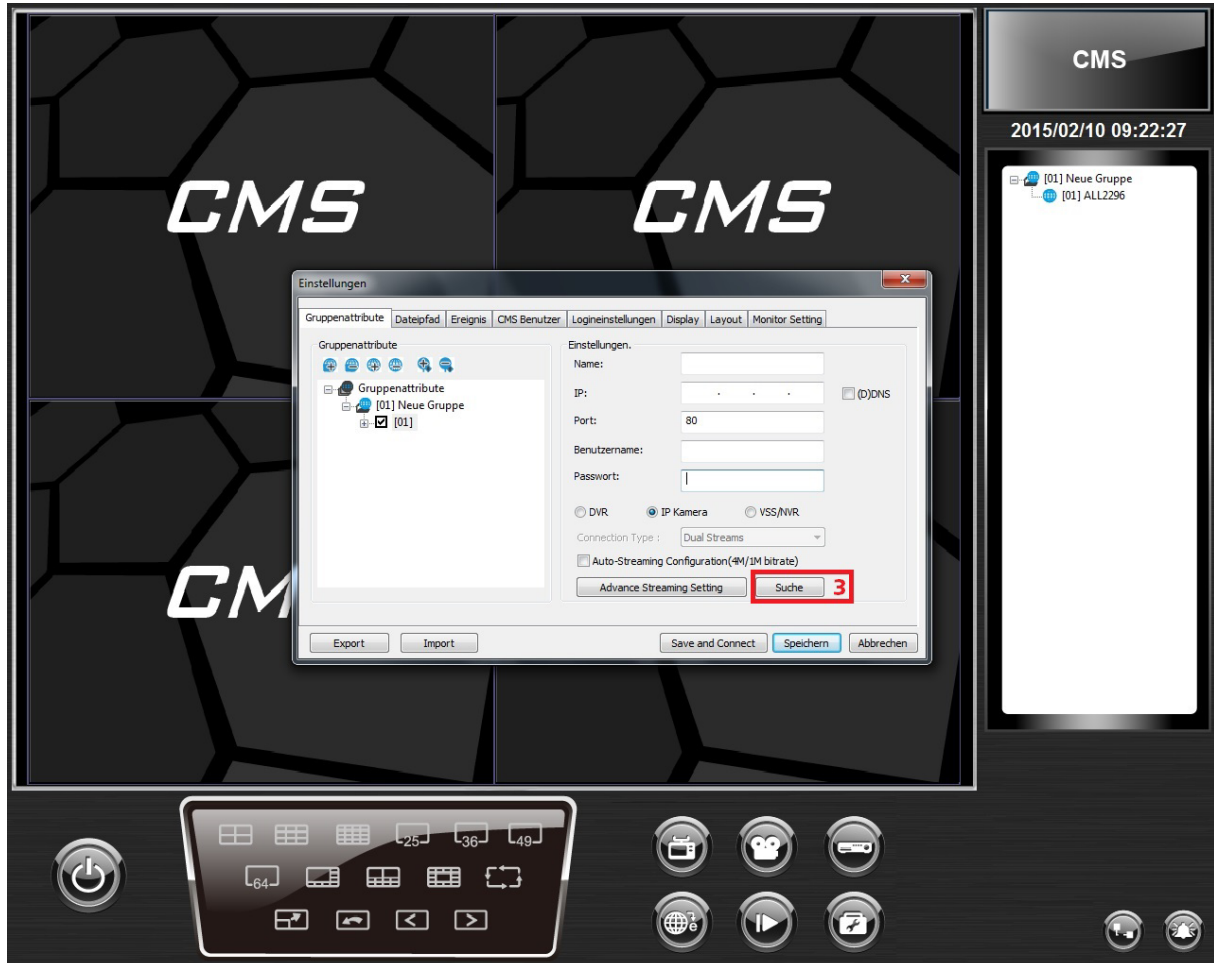 CMS
CMS
CM
CMS
2015/02/10 09:22:27
[01] Neue Gruppe
[01] ALL2296
Einstellungen
x
Gruppenattribute Dateipfad Ereignis CMS Benutzer Logineinstellungen Display Layout Monitor Setting
Gruppenattribute
Gruppenattribute
[01] Neue Gruppe
[01]
Einstellungen.
Name:
IP: . . . (D)DNS
Port: 80
Benutzername:
Passwort:
DVR IP Kamera VSS/NVR
Connection Type : Dual Streams
Auto-Streaming Configuration(4M/1M bitrate)
Advance Streaming Setting Suche 3
Export Import Save and Connect Speichern Abbrechen
25 36 49
64
e